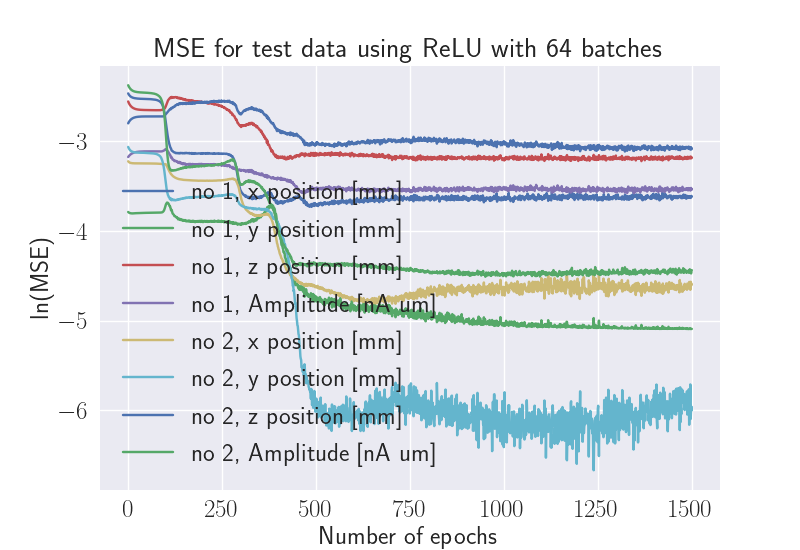 MSE for test data using ReLU with 64 batches
ln(MSE)
−3
−4
−5
−6
no 1, x position [mm]
no 1, y position [mm]
no 1, z position [mm]
no 1, Amplitude [nA um]
no 2, x position [mm]
no 2, y position [mm]
no 2, z position [mm]
no 2, Amplitude [nA um]
0 250 500 750 1000 1250 1500
Number of epochs